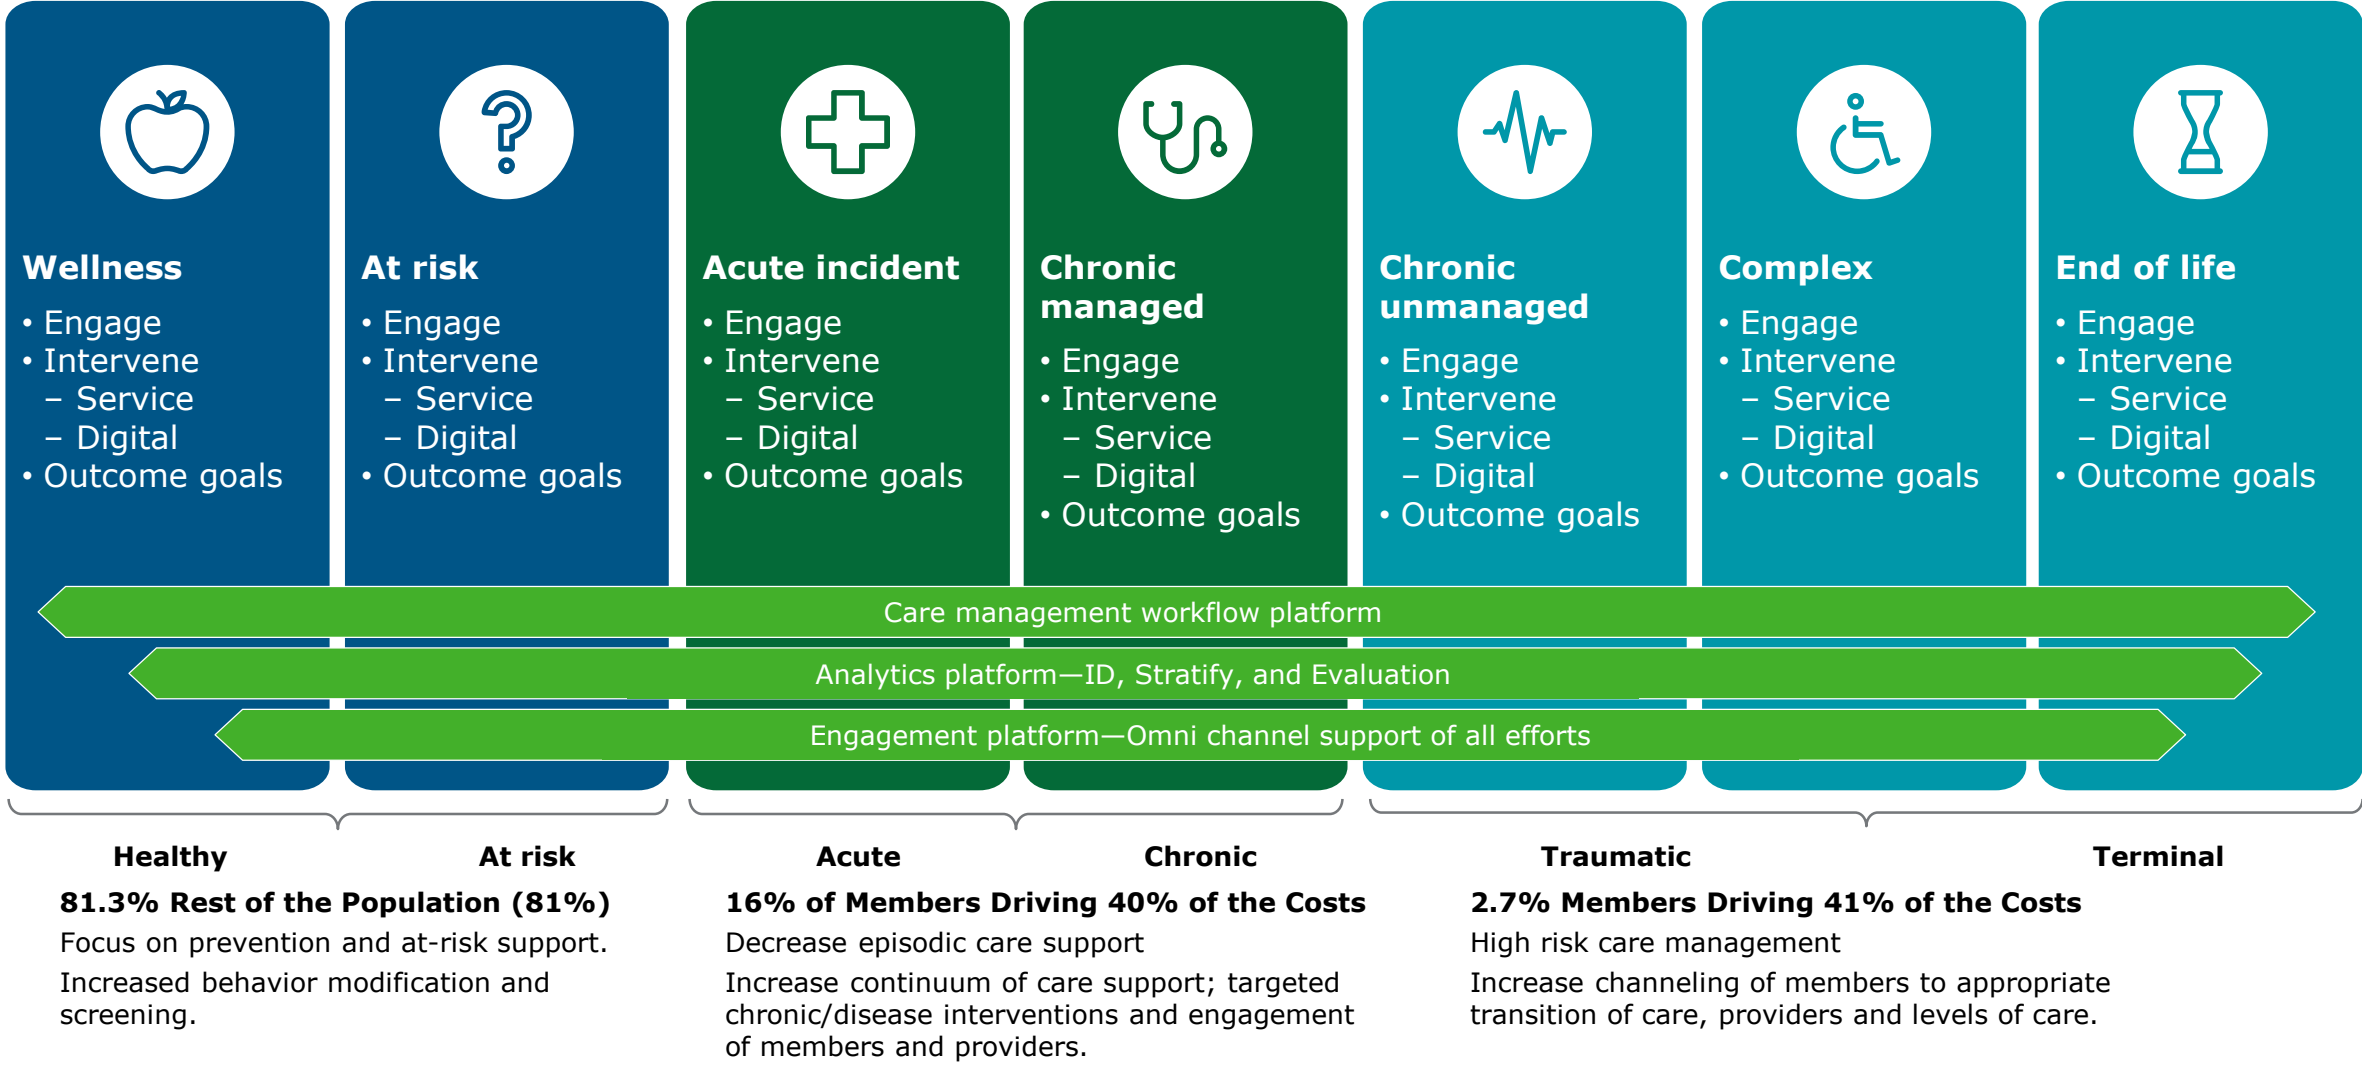 Wellness
• Engage
• Intervene
– Service
– Digital
• Outcome goals
At risk
• Engage
• Intervene
– Service
– Digital
• Outcome goals
Acute incident
• Engage
• Intervene
– Service
– Digital
• Outcome goals
Chronic
managed
• Engage
• Intervene
– Service
– Digital
• Outcome goals
Chronic
unmanaged
• Engage
• Intervene
– Service
– Digital
• Outcome goals
Complex
• Engage
• Intervene
– Service
– Digital
• Outcome goals
End of life
• Engage
• Intervene
– Service
– Digital
• Outcome goals
Care management workflow platform
Analytics platform—ID, Stratify, and Evaluation
Engagement platform—Omni channel support of all efforts
Healthy At risk
81.3% Rest of the Population (81%)
Focus on prevention and at-risk support.
Increased behavior modification and
screening.
Acute Chronic
16% of Members Driving 40% of the Costs
Decrease episodic care support
Increase continuum of care support; targeted
chronic/disease interventions and engagement
of members and providers.
Traumatic Terminal
2.7% Members Driving 41% of the Costs
High risk care management
Increase channeling of members to appropriate
transition of care, providers and levels of care.